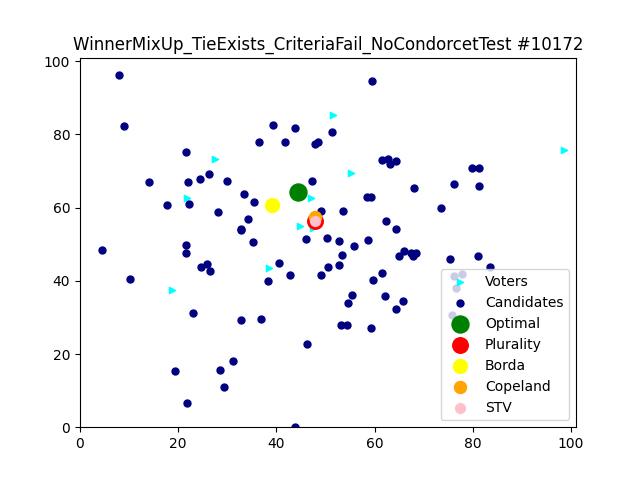 WinnerMixUp_TieExists_CriteriaFail_NoCondorcetTest #10172
100
80
60
40
20
0
0 20 40 60 80 100
Voters
Candidates
Optimal
Plurality
Borda
Copeland
STV